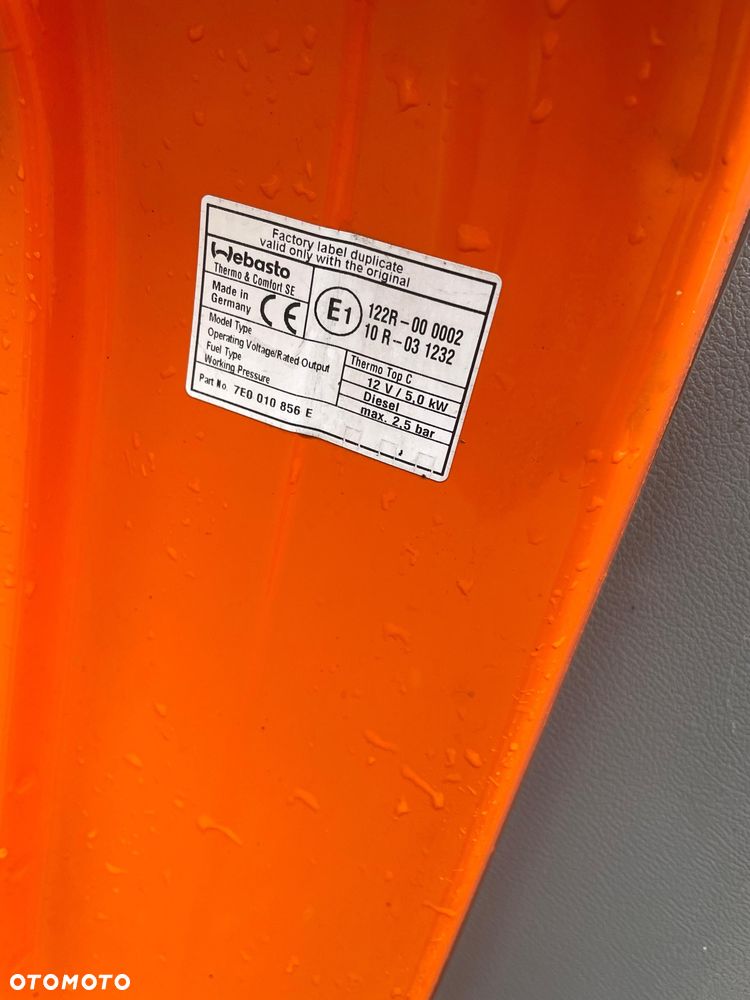 Factory label duplicate
valid only with the original
Webasto
Thermo & Comfort SE
Made in
Germany
CE
E1
122R-00 0002
10 R-03 1232
Model Type
Thermo Top C
Operating Voltage/Rated Output
12 V / 5,0 kW
Fuel Type
Diesel
Working Pressure
max. 2,5 bar
Part No. 7E0 010 856 E
OTOMOTO